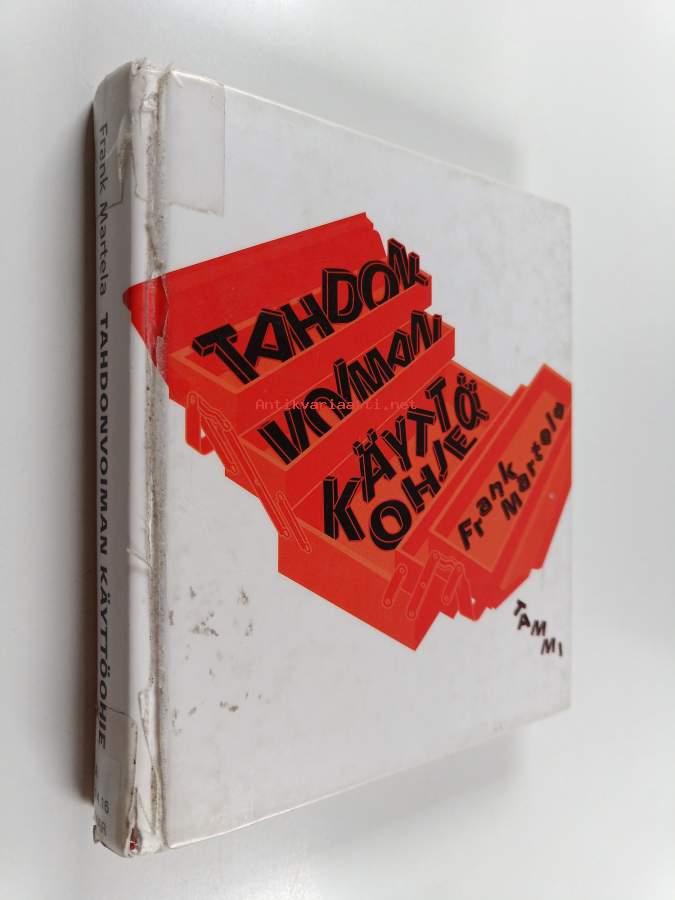 Frank Martela TAHDONVOIMAN KÄYTTÖOHJE
TAHDON
VOIMAN
KÄYTTÖ
OHJE
Frank
Martela
TAMMI
Antikvariaatti.net